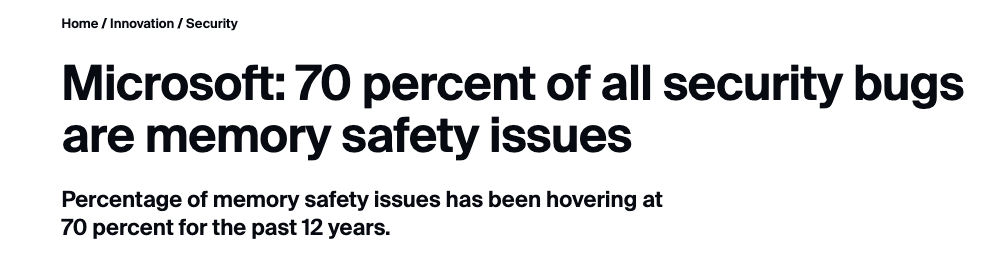 Home / Innovation / Security
Microsoft: 70 percent of all security bugs
are memory safety issues
Percentage of memory safety issues has been hovering at
70 percent for the past 12 years.